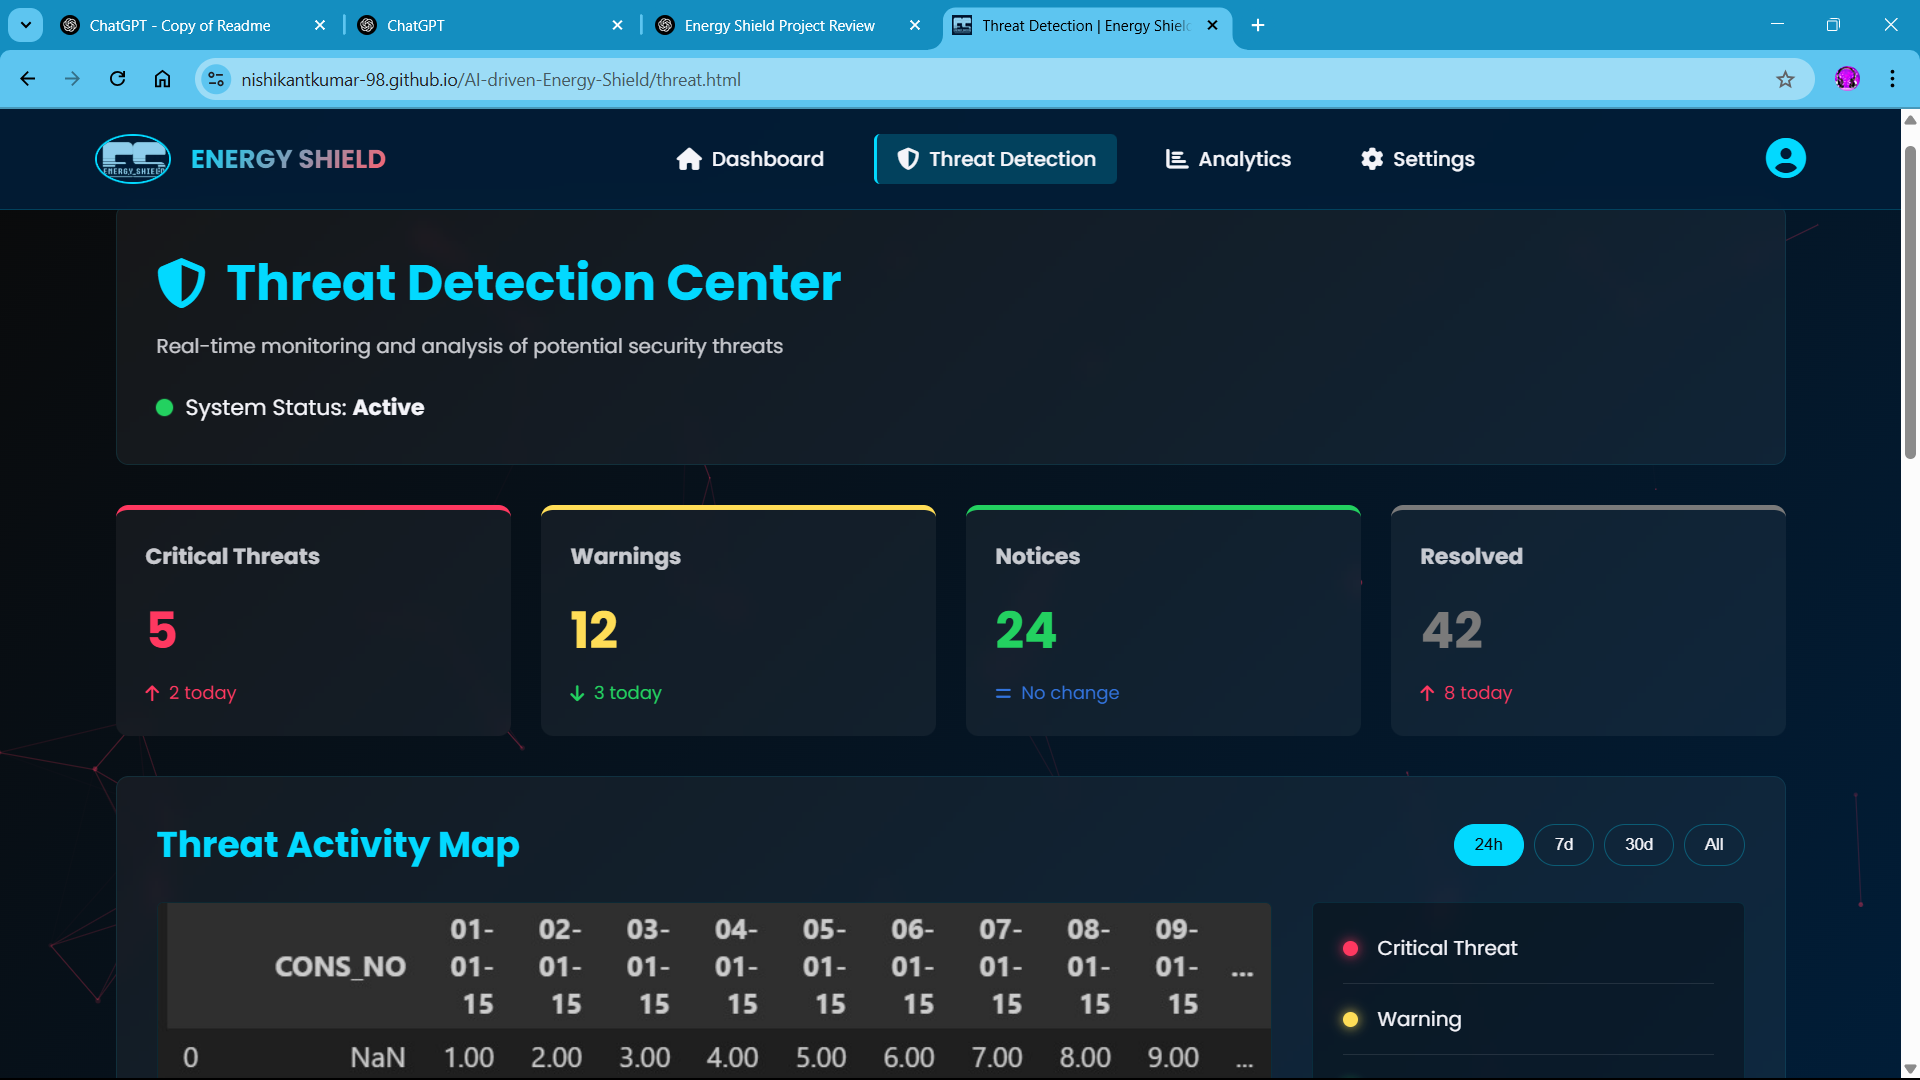 ChatGPT - Copy of Readme
ChatGPT
Energy Shield Project Review
Threat Detection | Energy Shiel
nishikantkumar-98.github.io/AI-driven-Energy-Shield/threat.html
ENERGY_SHIELD
ENERGY SHIELD
Dashboard
Threat Detection
Analytics
Settings
Threat Detection Center
Real-time monitoring and analysis of potential security threats
System Status: Active
Critical Threats
5
↑ 2 today
Warnings
12
↓ 3 today
Notices
24
= No change
Resolved
42
↑ 8 today
Threat Activity Map
24h
7d
30d
All
CONS_NO 01-01-15 02-01-15 03-01-15 04-01-15 05-01-15 06-01-15 07-01-15 08-01-15 09-01-15 ...
0 NaN 1.00 2.00 3.00 4.00 5.00 6.00 7.00 8.00 9.00 ...
Critical Threat
Warning